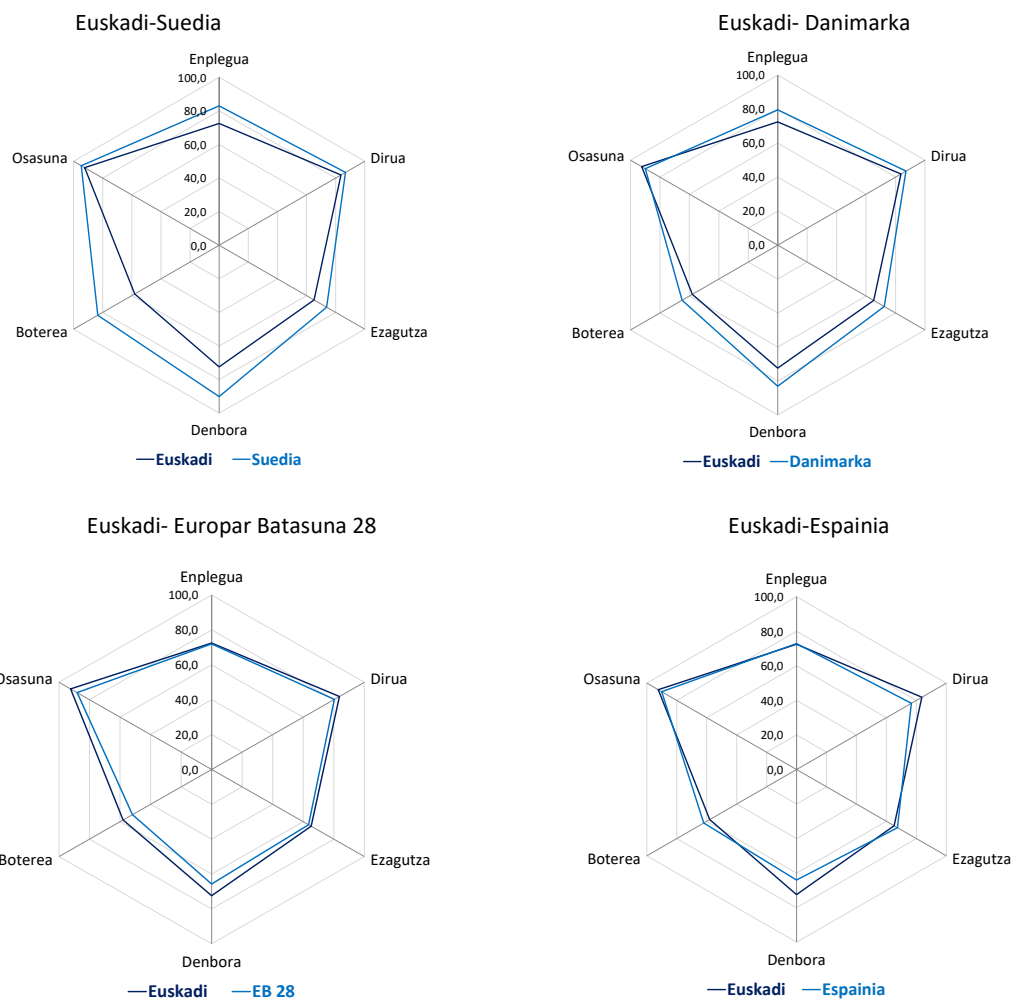 Euskadi-Suedia
Enplegua
100,0
80,0
60,0
40,0
20,0
0,0
Osasuna
Dirua
Boterea
Ezagutza
Denbora
Euskadi
Suedia
Euskadi- Danimarka
Enplegua
100,0
80,0
60,0
40,0
20,0
0,0
Osasuna
Dirua
Boterea
Ezagutza
Denbora
Euskadi
Danimarka
Euskadi- Europar Batasuna 28
Enplegua
100,0
80,0
60,0
40,0
20,0
0,0
Osasuna
Dirua
Boterea
Ezagutza
Denbora
Euskadi
EB 28
Euskadi-Espainia
Enplegua
100,0
80,0
60,0
40,0
20,0
0,0
Osasuna
Dirua
Boterea
Ezagutza
Denbora
Euskadi
Espainia